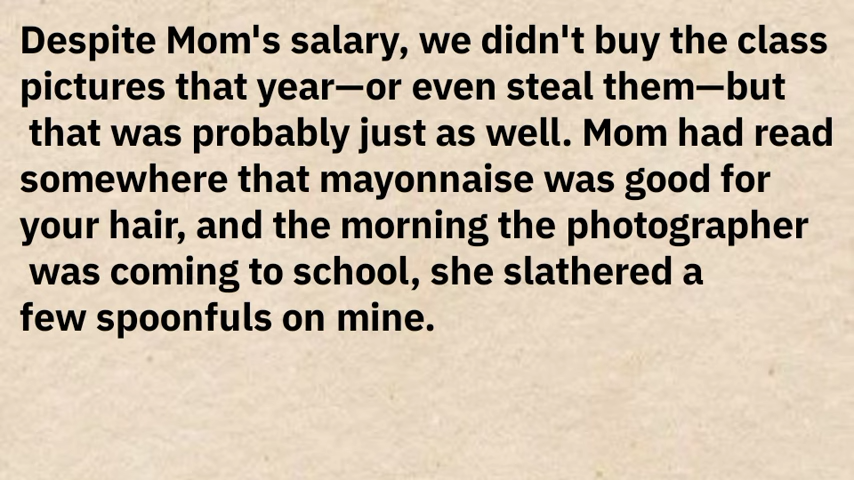 Despite Mom's salary, we didn't buy the class
pictures that year—or even steal them—but
that was probably just as well. Mom had read
somewhere that mayonnaise was good for
your hair, and the morning the photographer
was coming to school, she slathered a
few spoonfuls on mine.